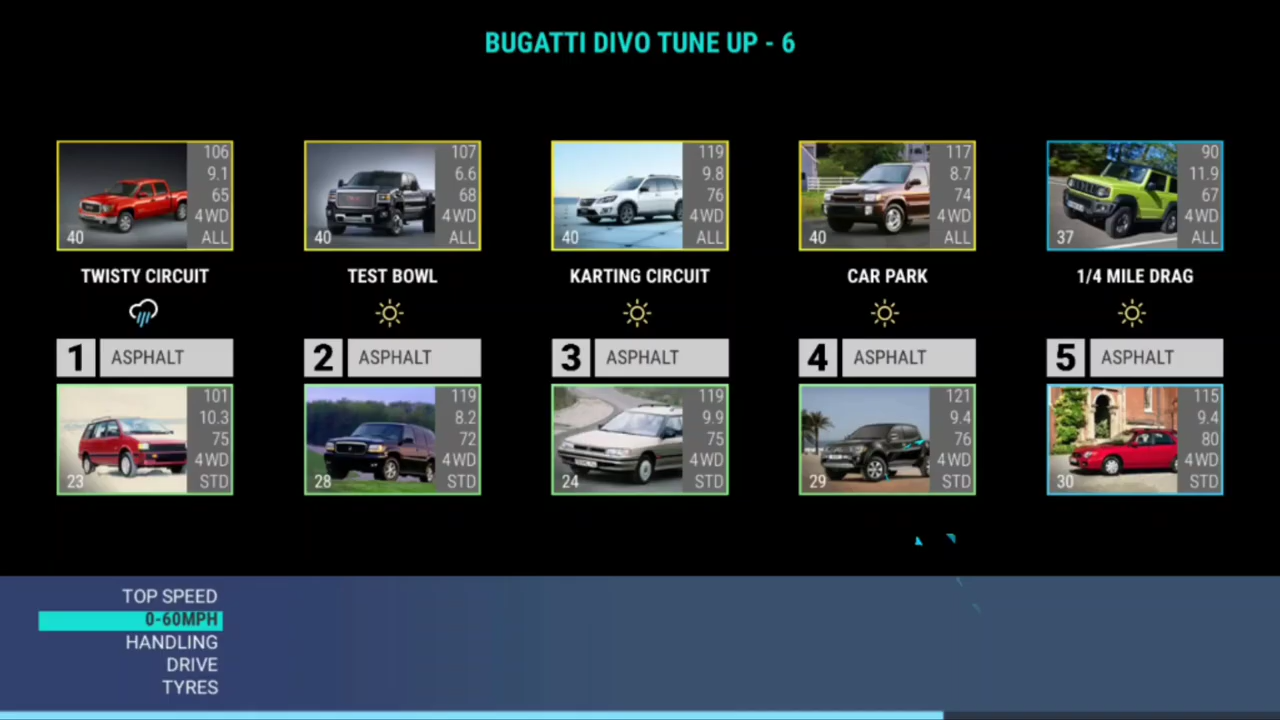 BUGATTI DIVO TUNE UP - 6
106
9.1
65
4WD
ALL
40
107
6.6
68
4WD
ALL
40
119
9.8
76
4WD
ALL
40
117
8.7
74
4WD
ALL
40
90
11.9
67
4WD
ALL
37
TWISTY CIRCUIT
TEST BOWL
KARTING CIRCUIT
CAR PARK
1/4 MILE DRAG
1 ASPHALT
2 ASPHALT
3 ASPHALT
4 ASPHALT
5 ASPHALT
101
10.3
75
4WD
STD
23
119
8.2
72
4WD
STD
28
119
9.9
75
4WD
STD
24
121
9.4
76
4WD
STD
29
115
9.4
80
4WD
STD
30
TOP SPEED
0-60MPH
HANDLING
DRIVE
TYRES